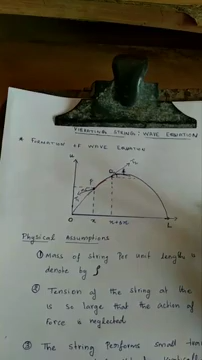 VIBRATING STRING: WAVE EQUATION
* FORMATION OF WAVE EQUATION
u
P
Q
T₂
O
x
x+δx
L
Physical Assumptions
① Mass of String Per unit length is
denote by ρ
② Tension of the string at the
is so large that the action of
Force is neglected
③ The String Performs small tran